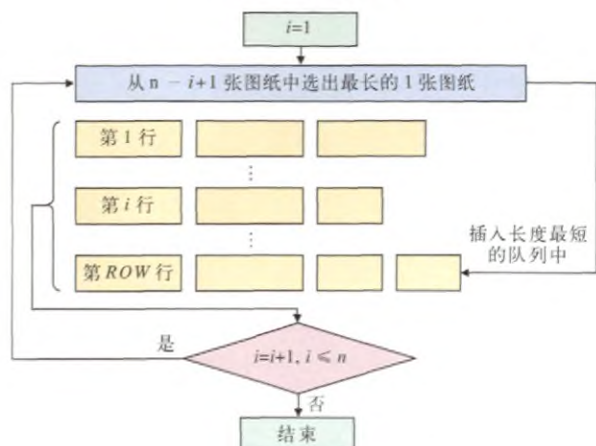 i=1
从 n - i+1 张图纸中选出最长的 1 张图纸
第 1 行
⋮
第 i 行
⋮
第 ROW 行
插入长度最短
的队列中
是
i=i+1, i ⩽ n
否
结束